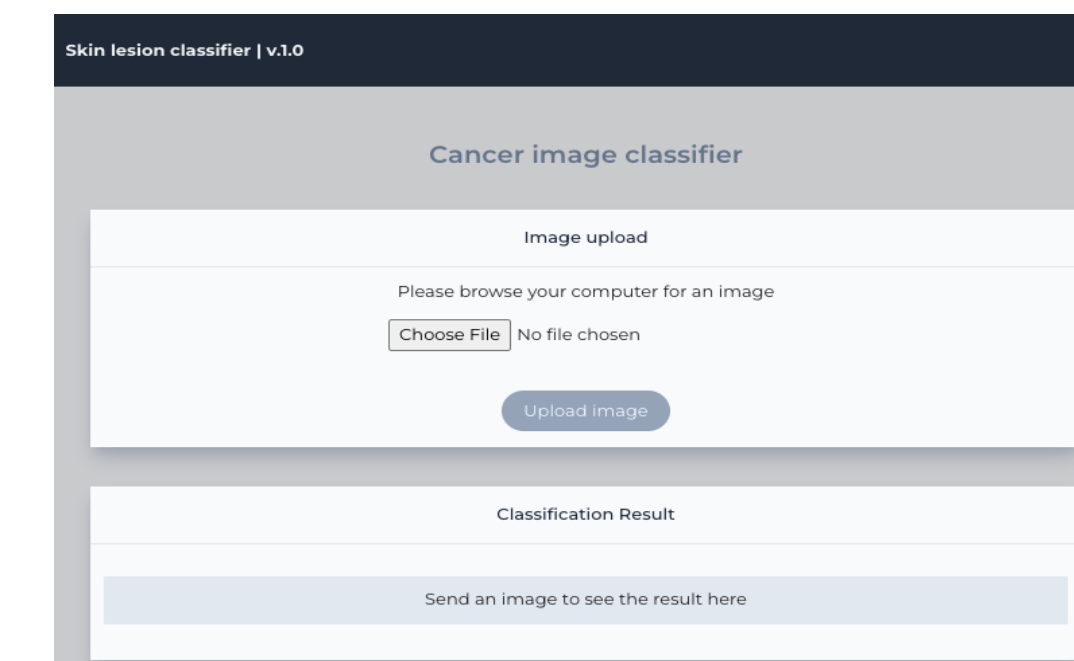 Skin lesion classifier | v.1.0
Cancer image classifier
Image upload
Please browse your computer for an image
Choose File No file chosen
Upload image
Classification Result
Send an image to see the result here